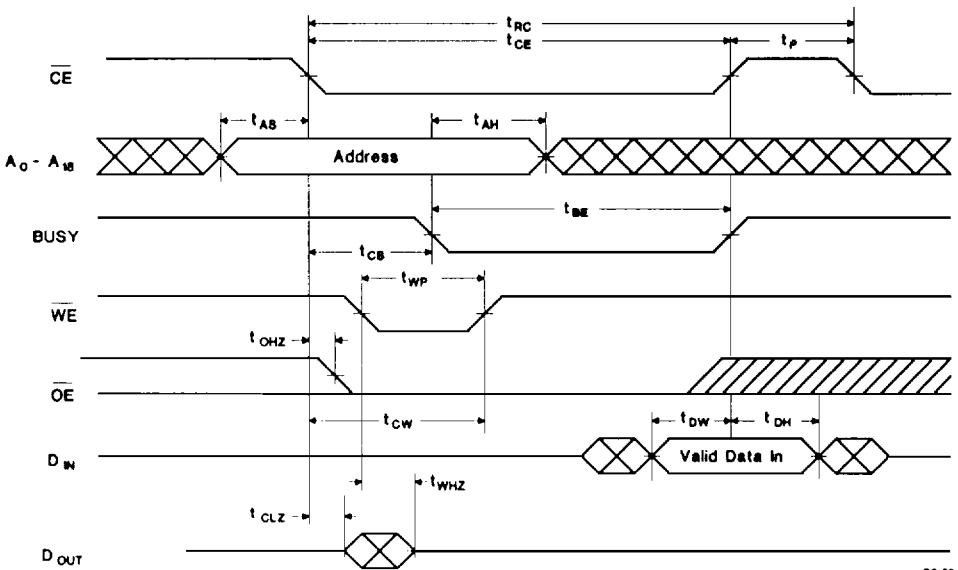 tRC
tCE
tP
CE
tAS
tAH
A0 - A18
Address
tBE
BUSY
tCB
tWP
WE
tOHZ
OE
tCW
tDW
tDH
DIN
Valid Data In
tWHZ
tCLZ
DOUT